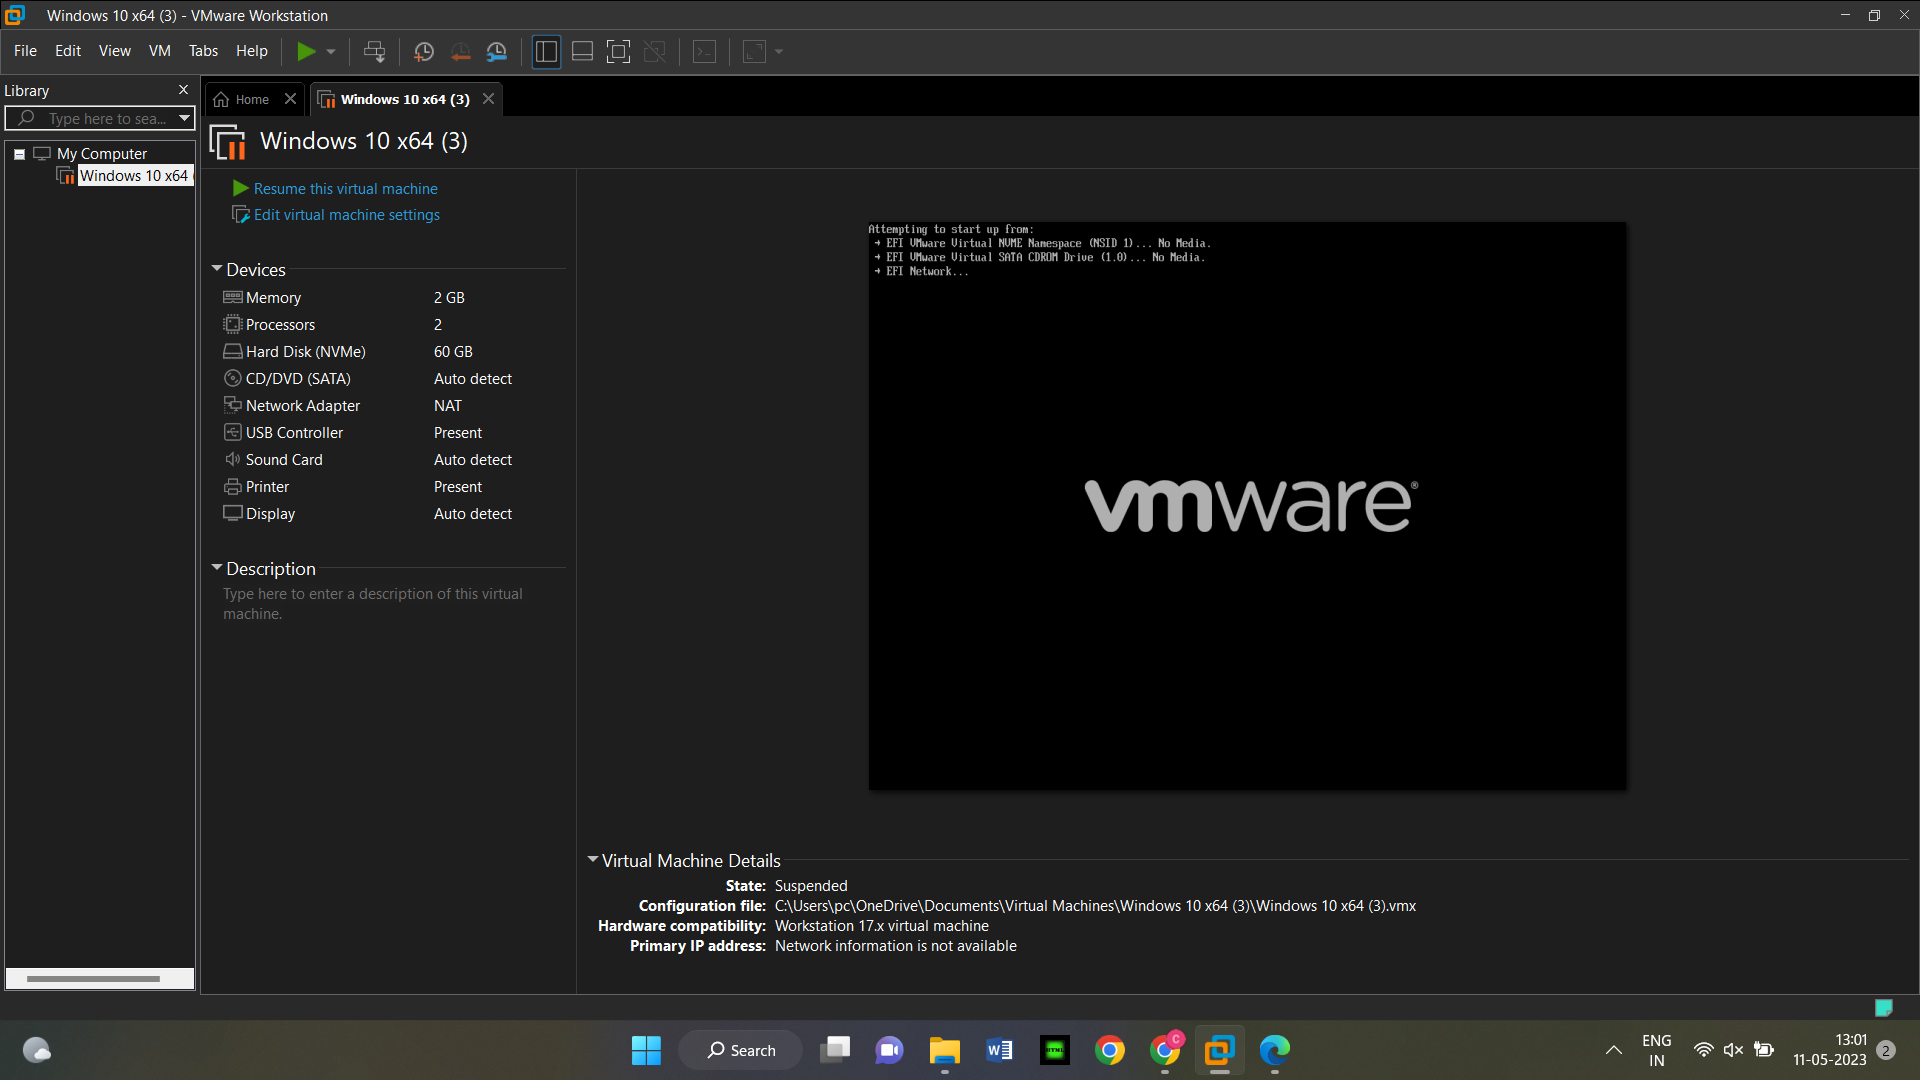 Windows 10 x64 (3) - VMware Workstation
File Edit View VM Tabs Help
Library
Type here to sea...
My Computer
Windows 10 x64 (
Home
Windows 10 x64 (3)
Windows 10 x64 (3)
Resume this virtual machine
Edit virtual machine settings
Devices
Memory 2 GB
Processors 2
Hard Disk (NVMe) 60 GB
CD/DVD (SATA) Auto detect
Network Adapter NAT
USB Controller Present
Sound Card Auto detect
Printer Present
Display Auto detect
Description
Type here to enter a description of this virtual
machine.
Attempting to start up from:
→ EFI VMware Virtual NVME Namespace (NSID 1)... No Media.
→ EFI VMware Virtual SATA CDROM Drive (1.0)... No Media.
→ EFI Network...
vmware®
Virtual Machine Details
State: Suspended
Configuration file: C:\Users\pc\OneDrive\Documents\Virtual Machines\Windows 10 x64 (3)\Windows 10 x64 (3).vmx
Hardware compatibility: Workstation 17.x virtual machine
Primary IP address: Network information is not available
Search
C
ENG
IN
13:01
11-05-2023
2